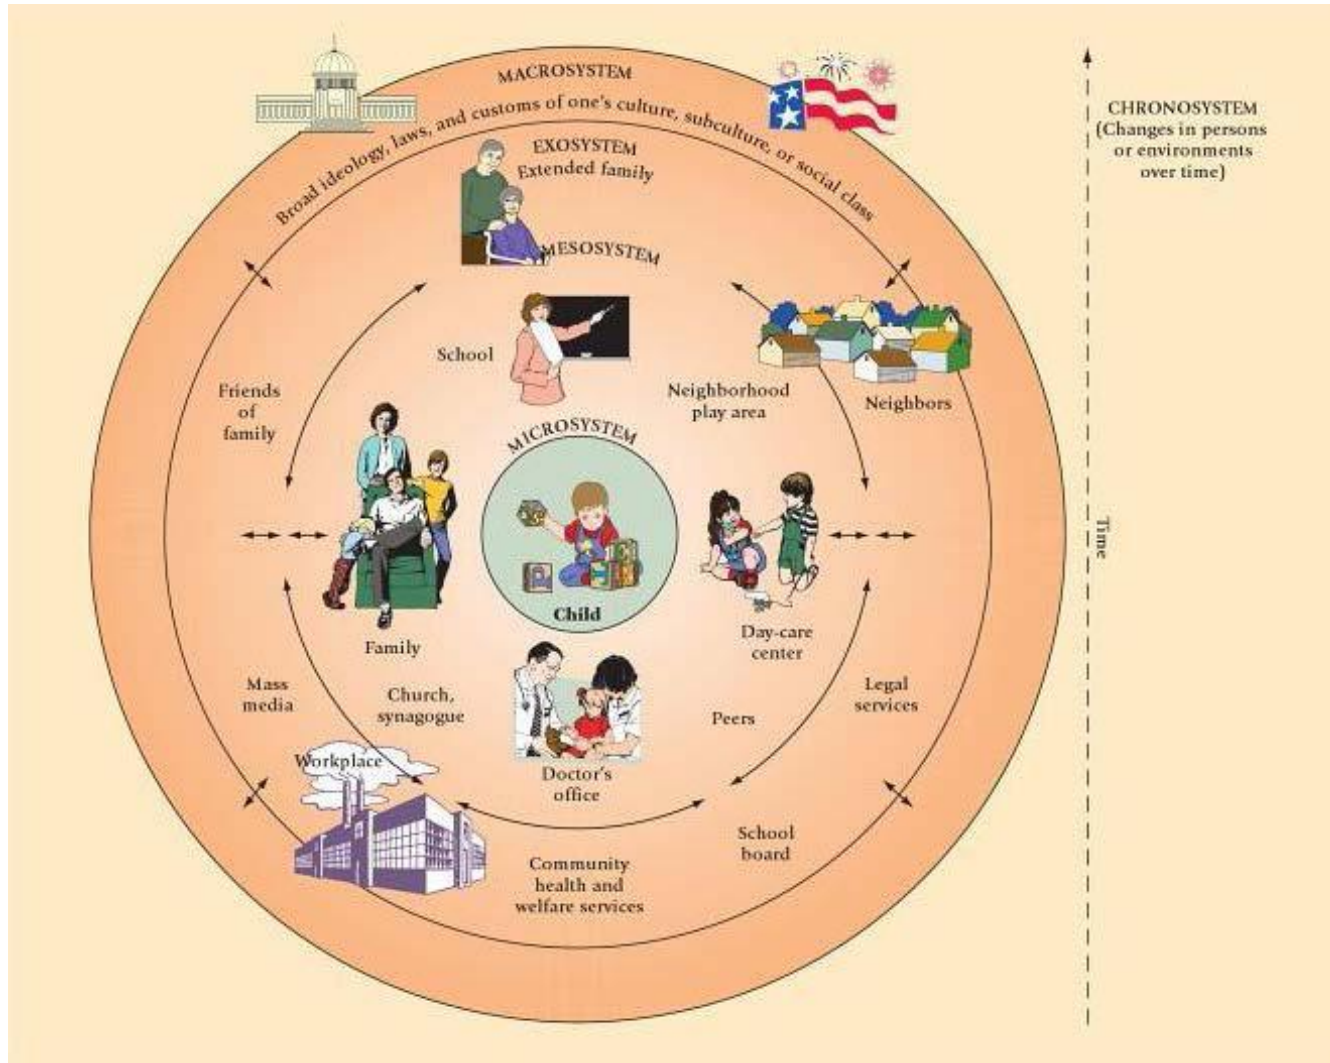 MACROSYSTEM
Broad ideology, laws, and customs of one's culture, subculture, or social class
EXOSYSTEM
Extended family
MESOSYSTEM
School
Friends
of
family
Neighborhood
play area
Neighbors
MICROSYSTEM
Child
Family
Day-care
center
Mass
media
Church,
synagogue
Peers
Legal
services
Workplace
Doctor's
office
School
board
Community
health and
welfare services
CHRONOSYSTEM
(Changes in persons
or environments
over time)
Time